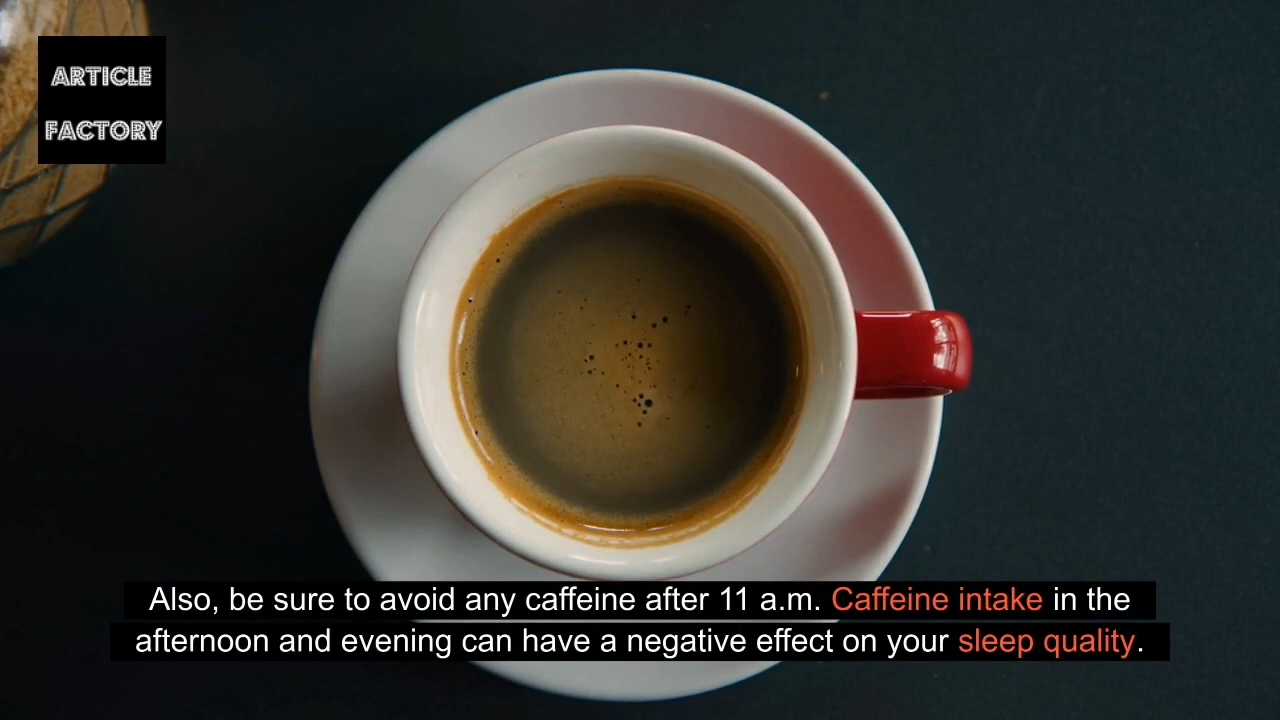 ARTICLE
FACTORY
Also, be sure to avoid any caffeine after 11 a.m. Caffeine intake in the
afternoon and evening can have a negative effect on your sleep quality.